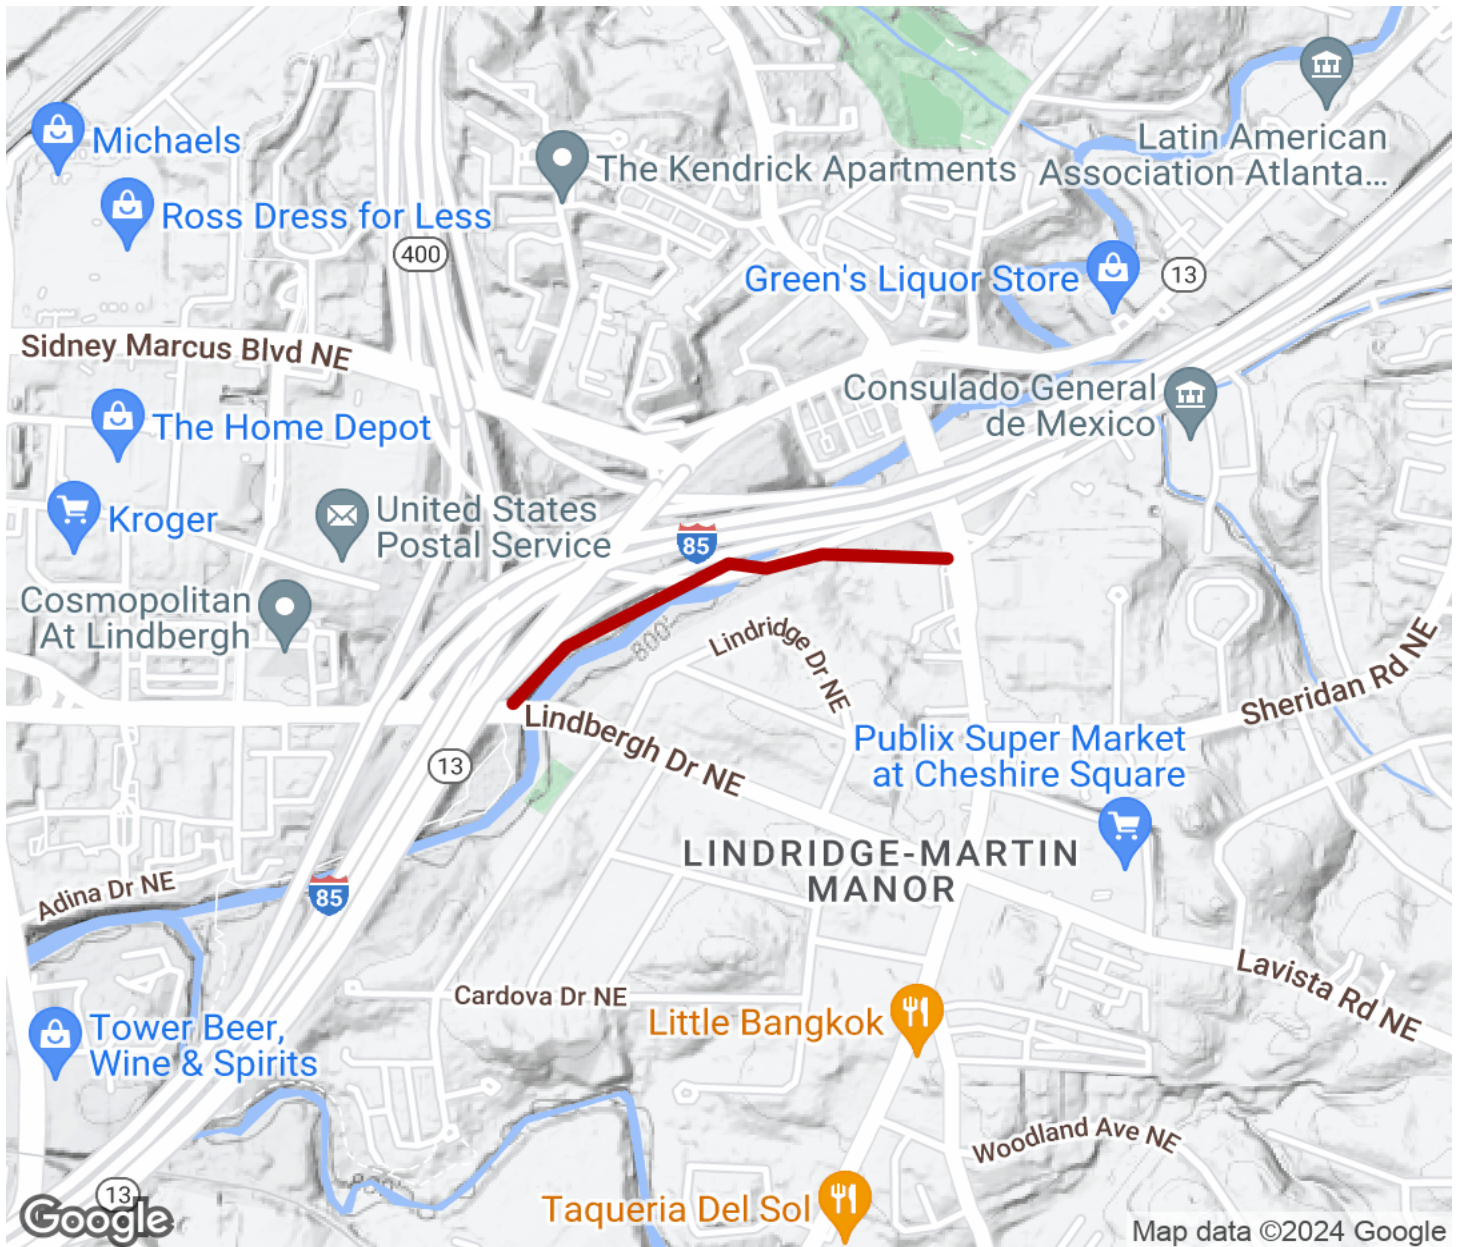 Michaels
Ross Dress for Less
400
The Kendrick Apartments
Latin American
Association Atlanta...
Green's Liquor Store
13
Sidney Marcus Blvd NE
Consulado General
de Mexico
The Home Depot
Kroger
United States
Postal Service
85
Cosmopolitan
At Lindbergh
800'
Lindridge Dr NE
Sheridan Rd NE
Lindbergh Dr NE
13
Publix Super Market
at Cheshire Square
LINDRIDGE-MARTIN
MANOR
Adina Dr NE
85
Lavista Rd NE
Cardova Dr NE
Little Bangkok
Tower Beer,
Wine & Spirits
Woodland Ave NE
13
Taqueria Del Sol
Google
Map data ©2024 Google